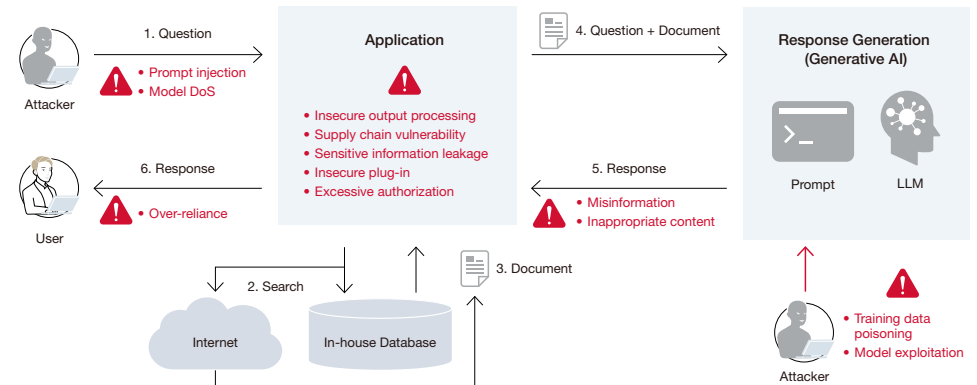 1. Question
Attacker
• Prompt injection
• Model DoS
Application
• Insecure output processing
• Supply chain vulnerability
• Sensitive information leakage
• Insecure plug-in
• Excessive authorization
4. Question + Document
Response Generation
(Generative AI)
Prompt
LLM
5. Response
• Misinformation
• Inappropriate content
6. Response
• Over-reliance
User
2. Search
3. Document
Internet
In-house Database
• Training data
poisoning
• Model exploitation
Attacker